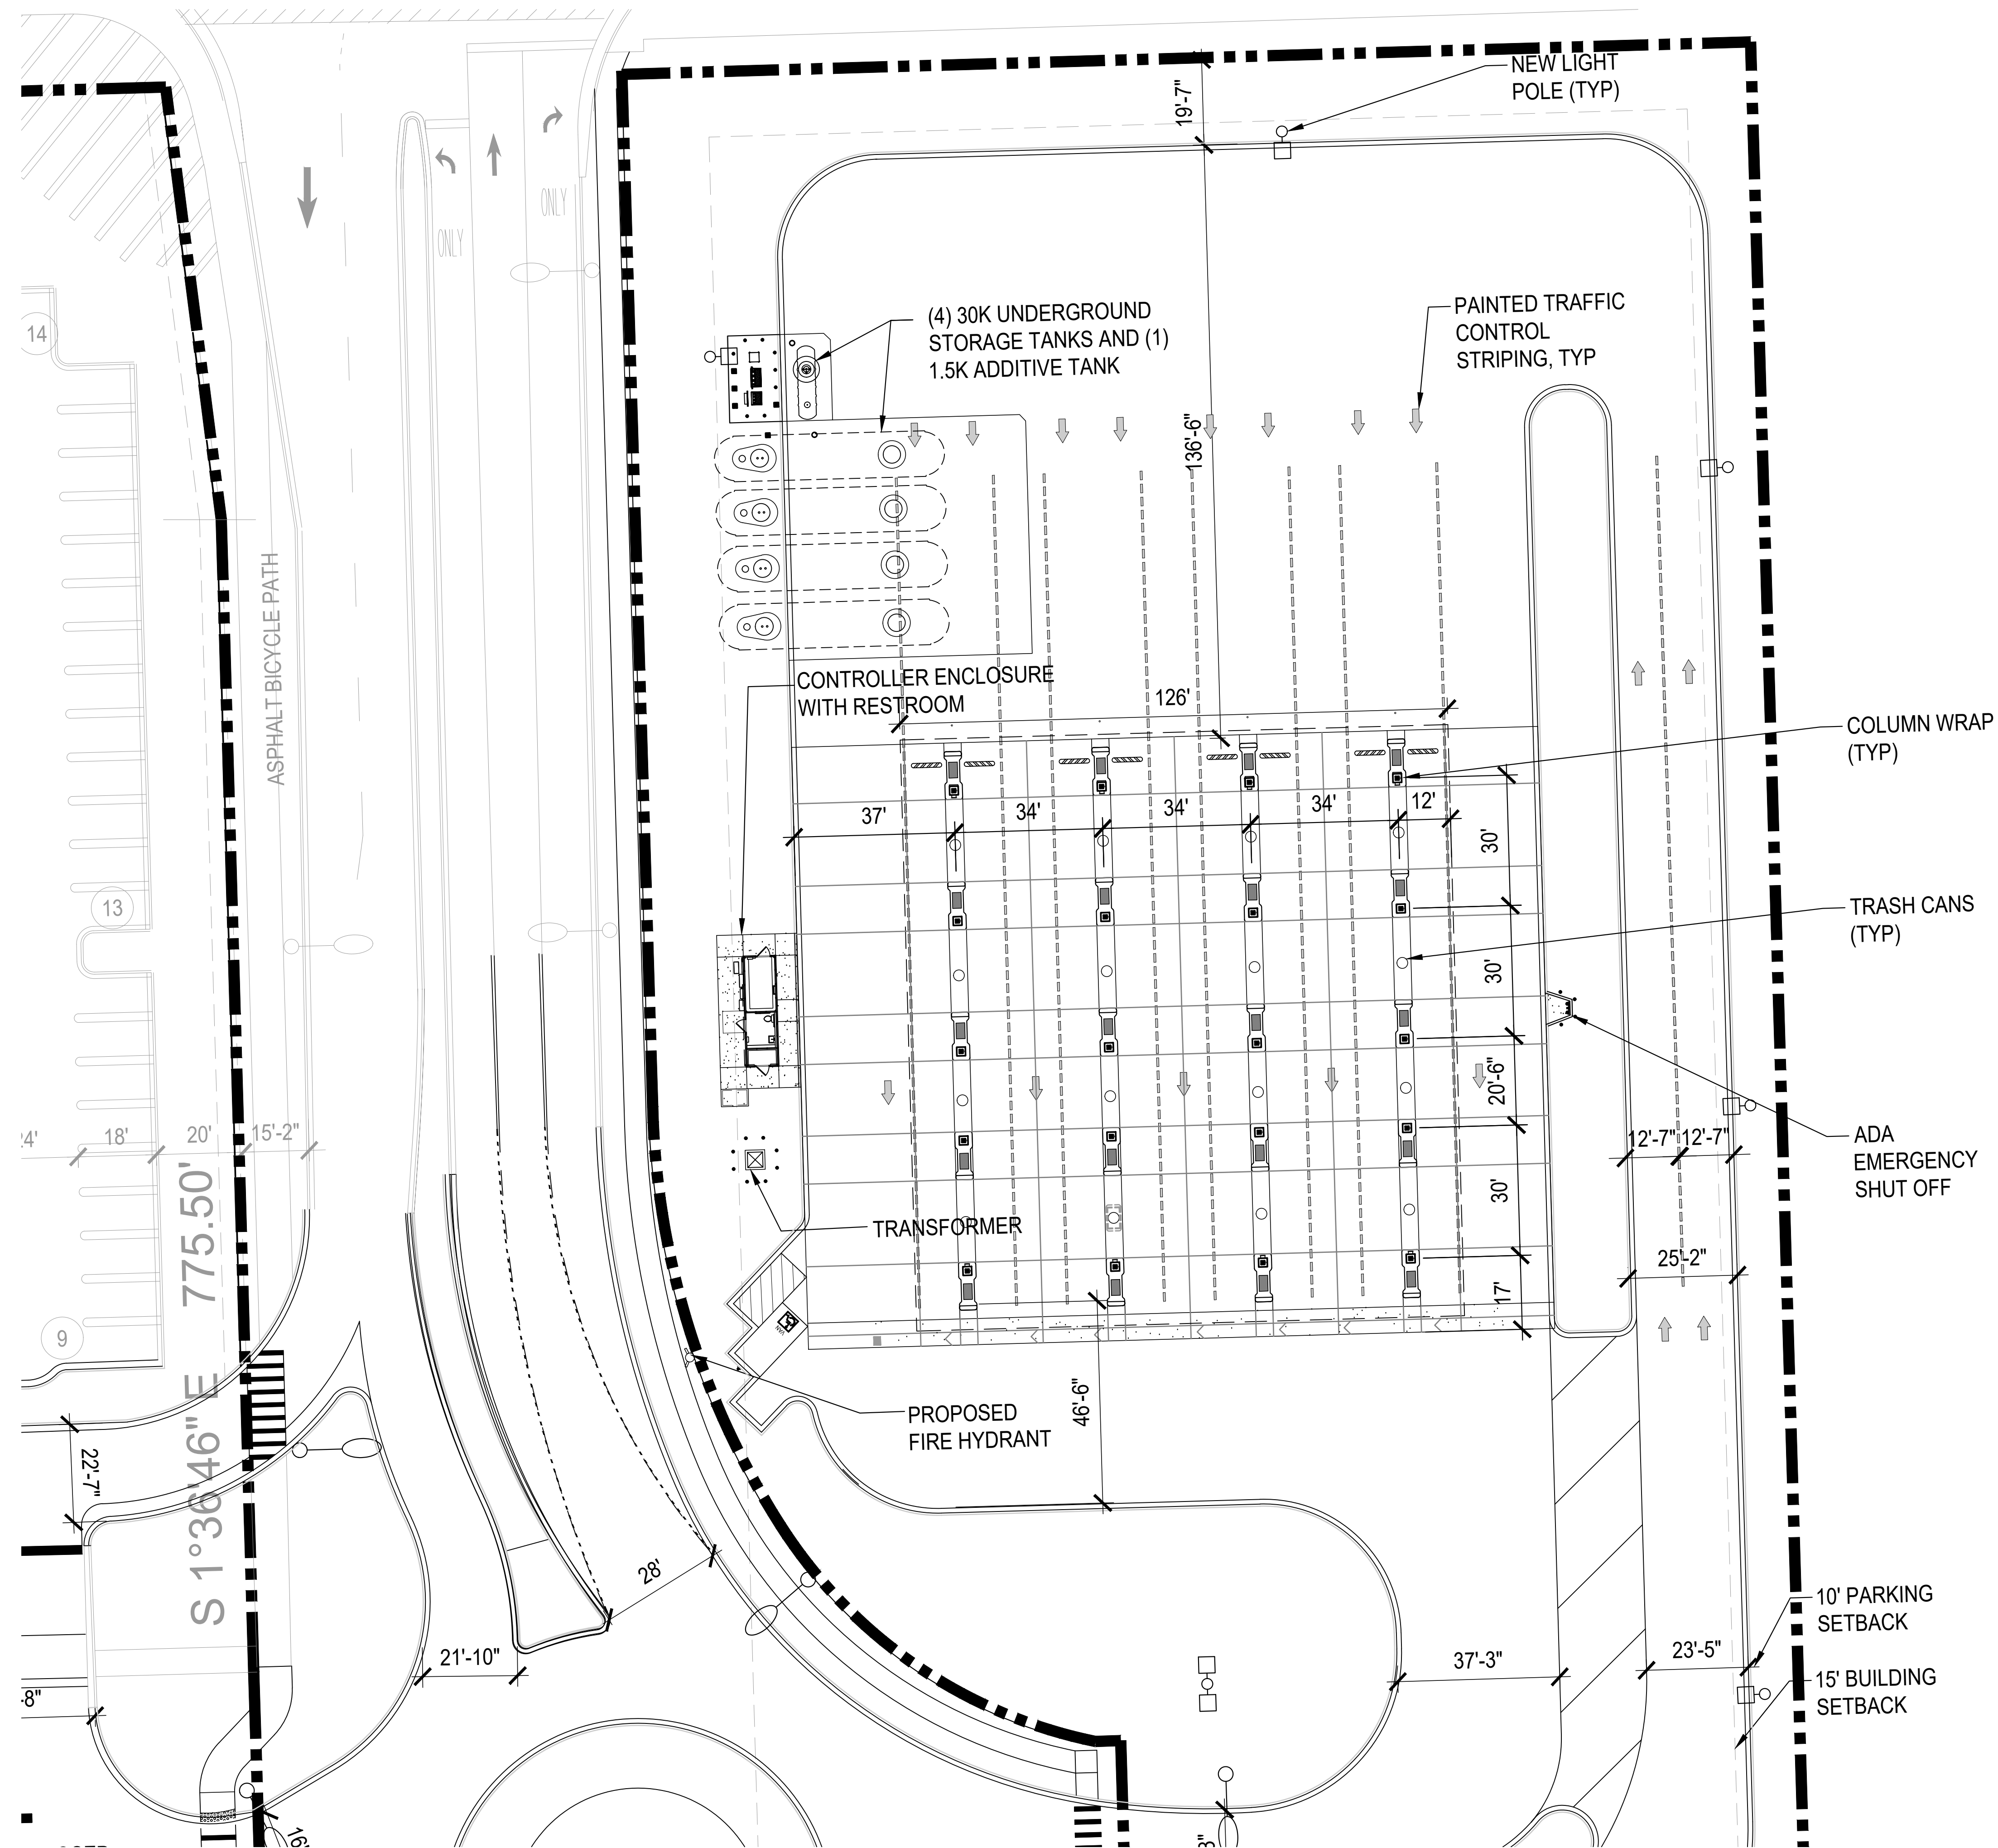 NEW LIGHT
POLE (TYP)
19'-7"
ONLY
ONLY
14
(4) 30K UNDERGROUND
STORAGE TANKS AND (1)
1.5K ADDITIVE TANK
PAINTED TRAFFIC
CONTROL
STRIPING, TYP
136'-6"
ASPHALT BICYCLE PATH
CONTROLLER ENCLOSURE
WITH RESTROOM
126'
COLUMN WRAP
(TYP)
37'
34'
34'
34'
12'
30'
13
TRASH CANS
(TYP)
30'
20'-6"
24'
18'
20'
15'-2"
12'-7"
12'-7"
ADA
EMERGENCY
SHUT OFF
30'
TRANSFORMER
25'-2"
17'
9
S 1°36'46" E 775.50'
46'-6"
PROPOSED
FIRE HYDRANT
22'-7"
28'
10' PARKING
SETBACK
21'-10"
37'-3"
23'-5"
15' BUILDING
SETBACK
-8"
16'